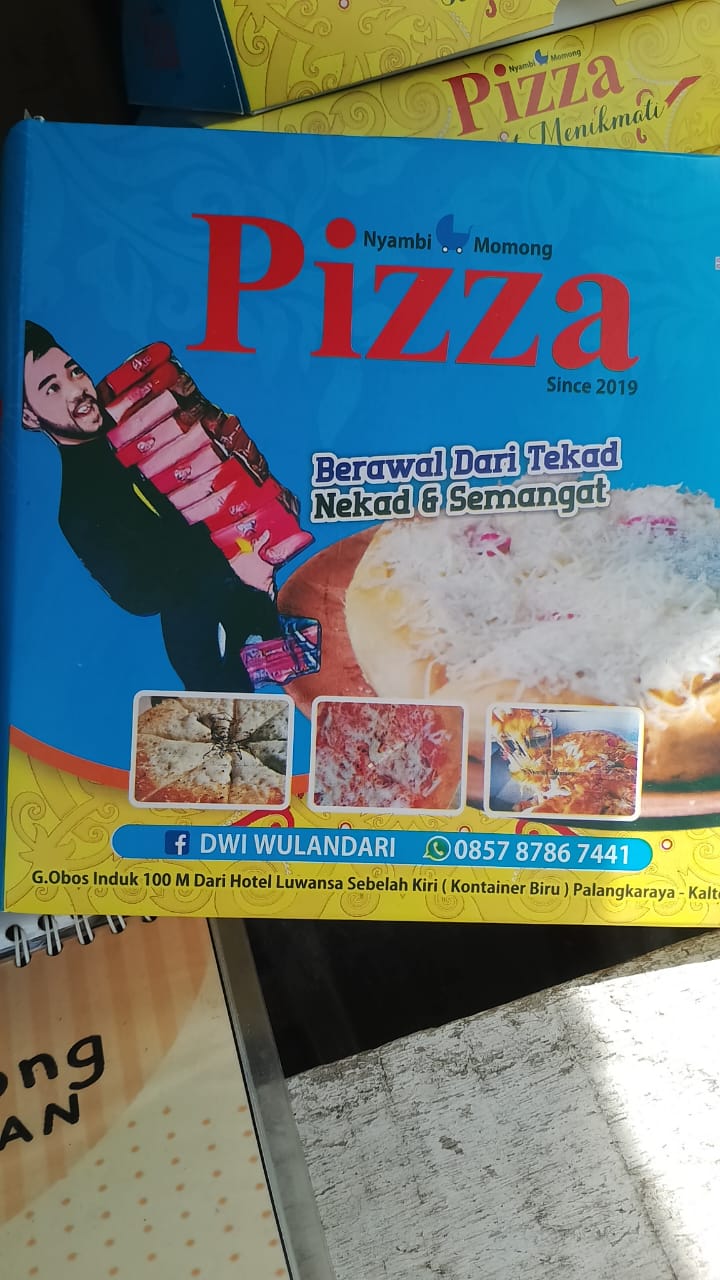 Nyambi Momong
Pizza
Menikmati
Nyambi Momong
Pizza
Since 2019
Berawal Dari Tekad
Nekad & Semangat
DWI WULANDARI 0857 8786 7441
G.Obos Induk 100 M Dari Hotel Luwansa Sebelah Kiri ( Kontainer Biru ) Palangkaraya - Kalte
ong
AN